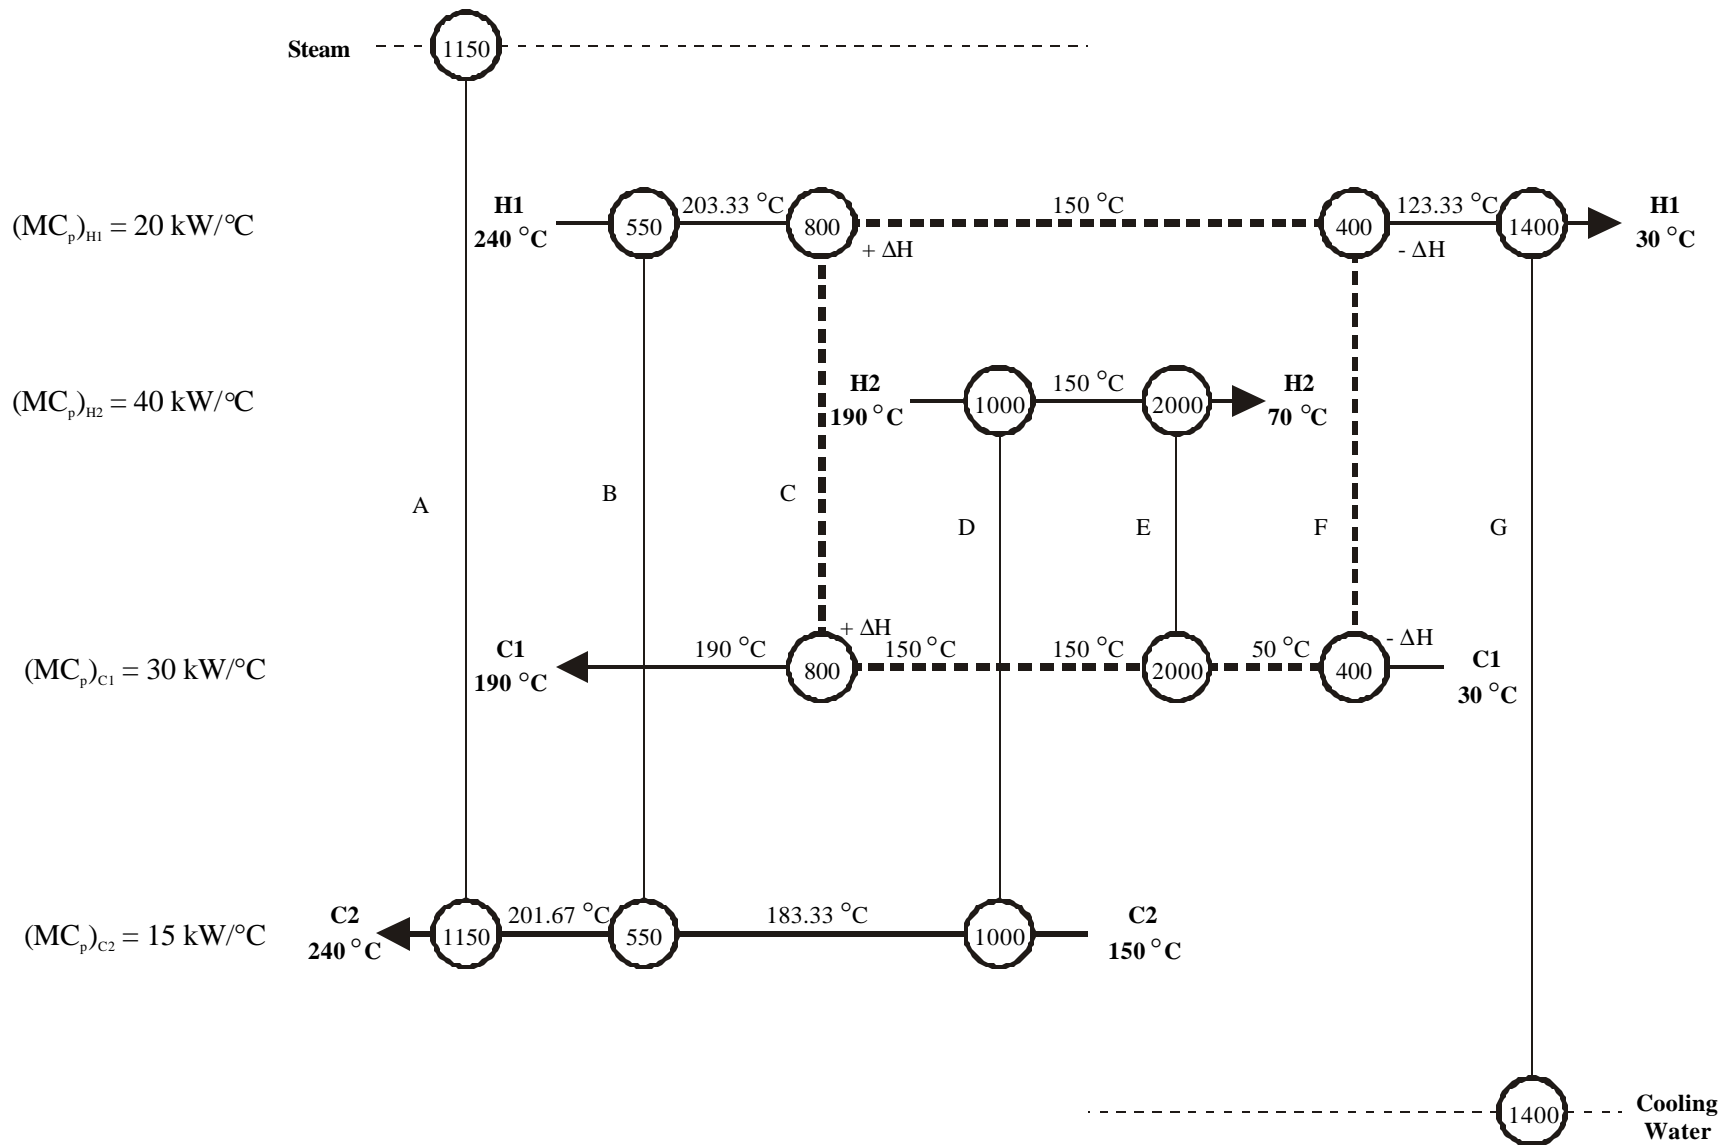 Steam
1150
(MCp)H1 = 20 kW/°C
H1
240 °C
550
203.33 °C
800
+ ΔH
150 °C
400
- ΔH
123.33 °C
1400
H1
30 °C
(MCp)H2 = 40 kW/°C
H2
190 °C
1000
150 °C
2000
H2
70 °C
A
B
C
D
E
F
G
(MCp)C1 = 30 kW/°C
C1
190 °C
190 °C
800
+ ΔH
150 °C
150 °C
2000
50 °C
400
- ΔH
C1
30 °C
(MCp)C2 = 15 kW/°C
C2
240 °C
1150
201.67 °C
550
183.33 °C
1000
C2
150 °C
1400
Cooling
Water